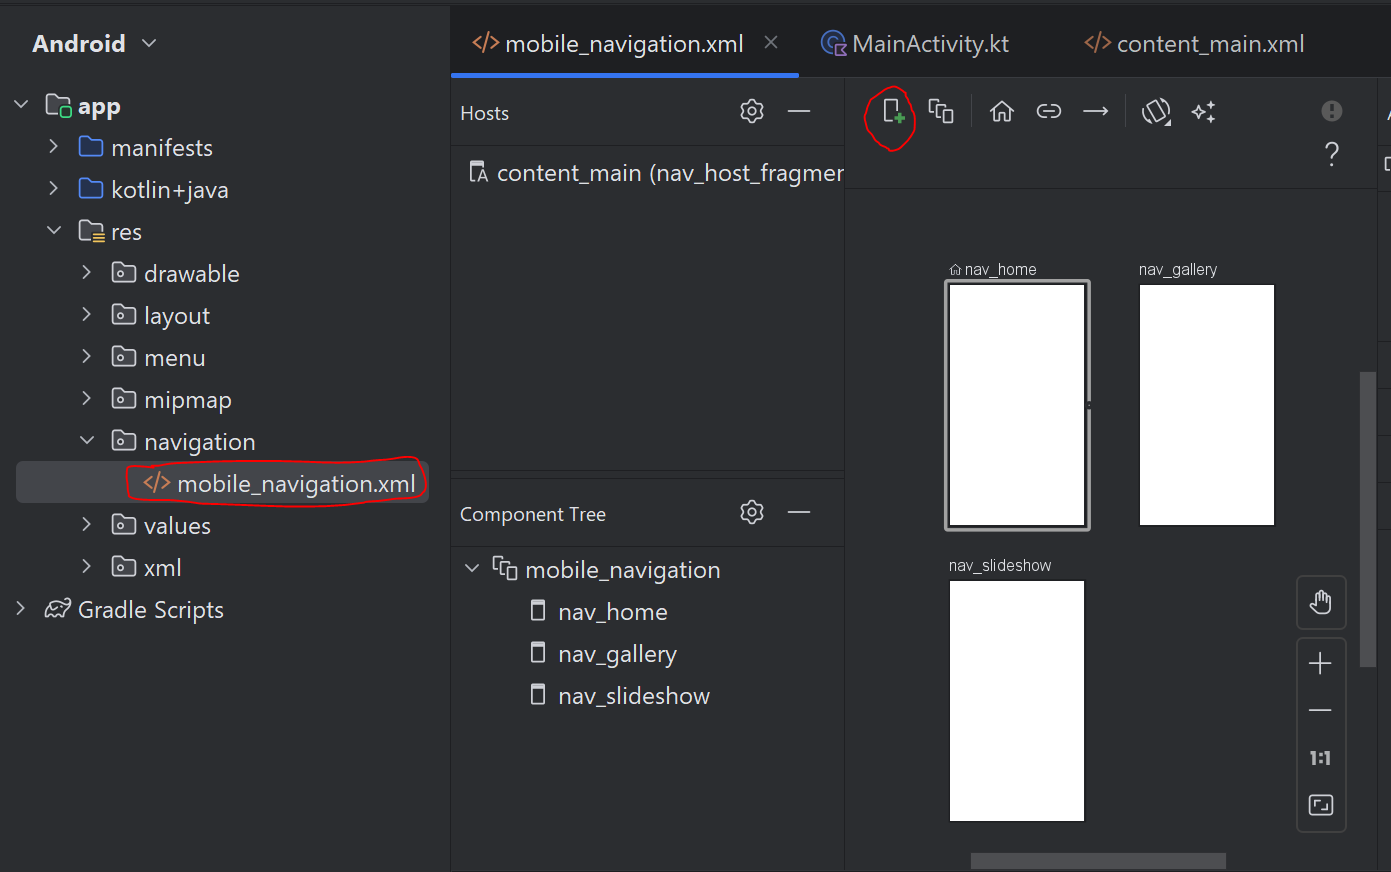 Android
app
manifests
kotlin+java
res
drawable
layout
menu
mipmap
navigation
mobile_navigation.xml
values
xml
Gradle Scripts
mobile_navigation.xml
MainActivity.kt
content_main.xml
Hosts
content_main (nav_host_fragmer
Component Tree
mobile_navigation
nav_home
nav_gallery
nav_slideshow
?
nav_home
nav_gallery
nav_slideshow
1:1